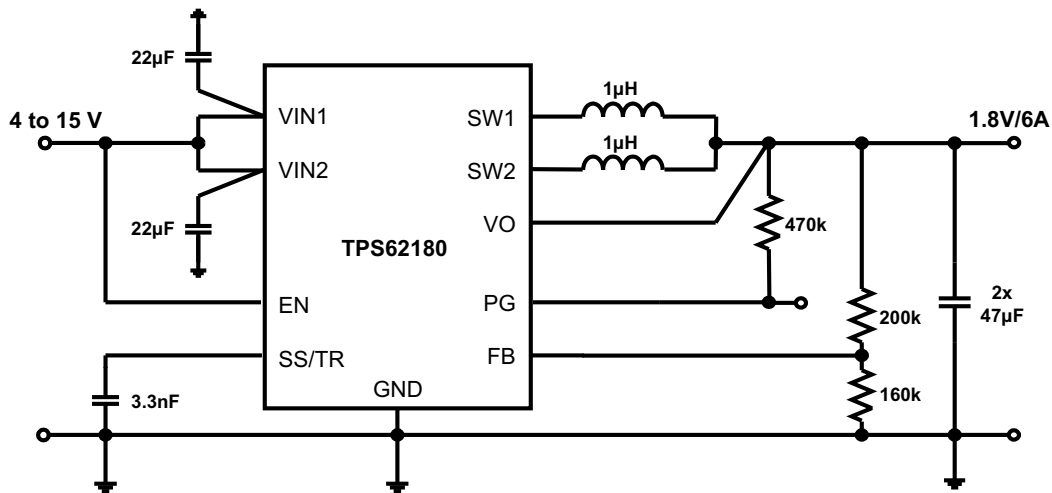 22µF
4 to 15 V
22µF
VIN1
VIN2
EN
SS/TR
3.3nF
TPS62180
GND
SW1
SW2
VO
PG
FB
1µH
1µH
470k
200k
160k
1.8V/6A
2x
47µF